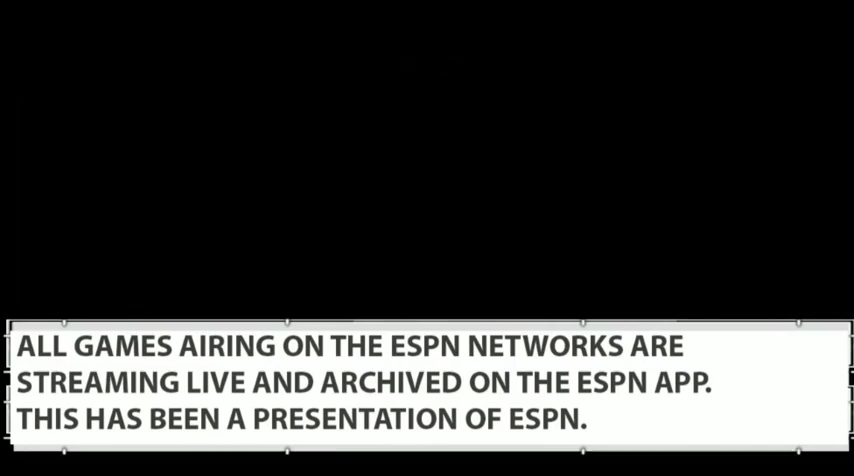 ALL GAMES AIRING ON THE ESPN NETWORKS ARE
STREAMING LIVE AND ARCHIVED ON THE ESPN APP.
THIS HAS BEEN A PRESENTATION OF ESPN.